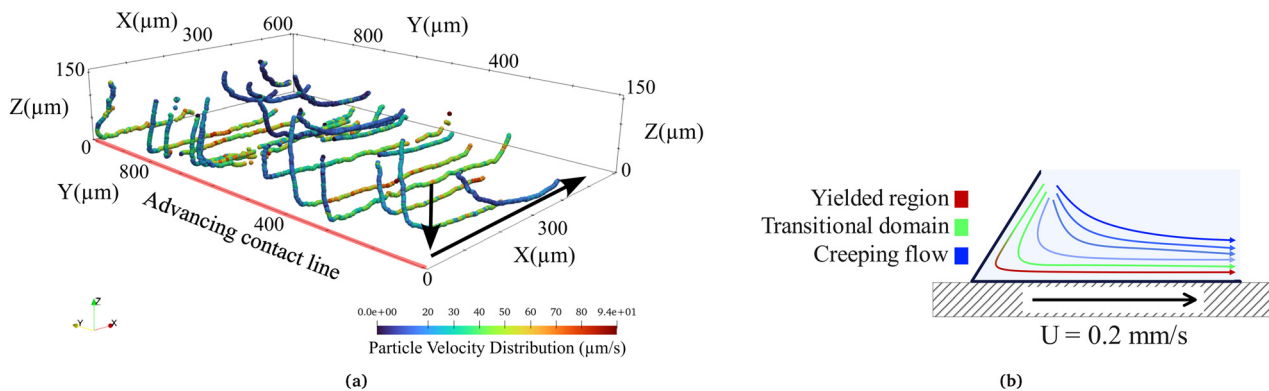 X(µm)
600
Y(µm)
300
800
150
0
400
150
Z(µm)
Z(µm)
0
0
800
Y(µm)
Advancing contact line
400
300
X(µm)
0
Z
Y
X
0.0e+00
20
30
40
50
60
70
80
9.4e+01
Particle Velocity Distribution (µm/s)
(a)
Yielded region
Transitional domain
Creeping flow
U = 0.2 mm/s
(b)